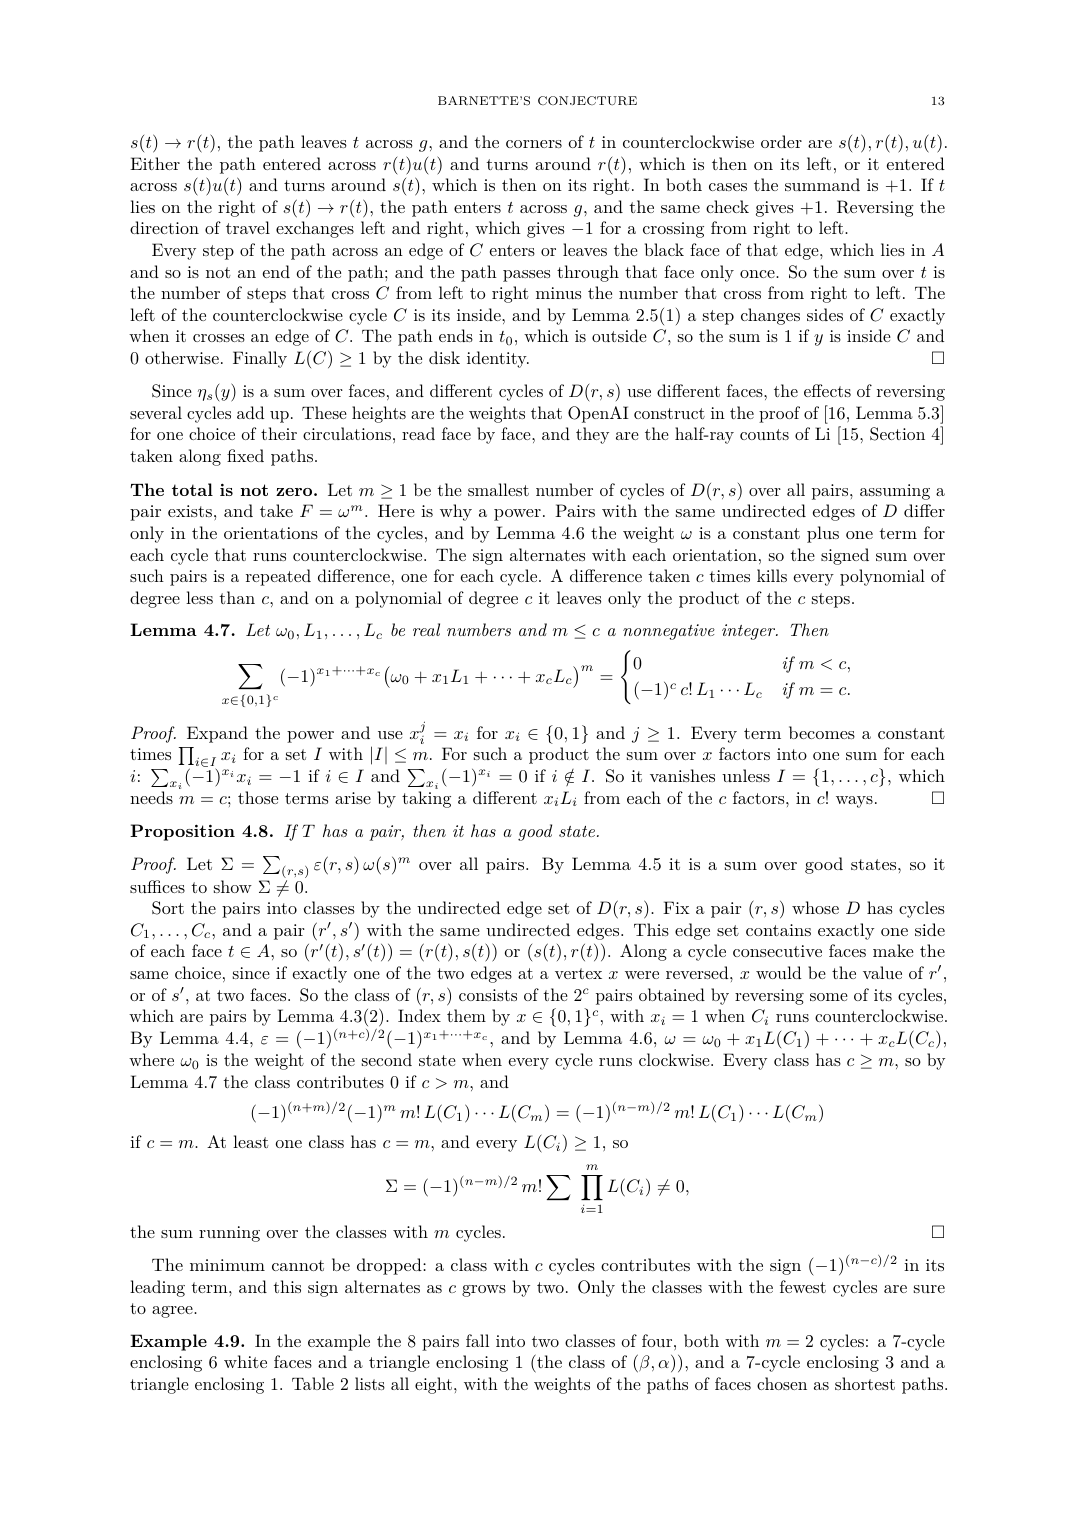 BARNETTE'S CONJECTURE 13
s(t) → r(t), the path leaves t across g, and the corners of t in counterclockwise order are s(t), r(t), u(t).
Either the path entered across r(t)u(t) and turns around r(t), which is then on its left, or it entered
across s(t)u(t) and turns around s(t), which is then on its right. In both cases the summand is +1. If t
lies on the right of s(t) → r(t), the path enters t across g, and the same check gives +1. Reversing the
direction of travel exchanges left and right, which gives −1 for a crossing from right to left.
Every step of the path across an edge of C enters or leaves the black face of that edge, which lies in A
and so is not an end of the path; and the path passes through that face only once. So the sum over t is
the number of steps that cross C from left to right minus the number that cross from right to left. The
left of the counterclockwise cycle C is its inside, and by Lemma 2.5(1) a step changes sides of C exactly
when it crosses an edge of C. The path ends in t₀, which is outside C, so the sum is 1 if y is inside C and
0 otherwise. Finally L(C) ≥ 1 by the disk identity. □
Since ηₛ(y) is a sum over faces, and different cycles of D(r, s) use different faces, the effects of reversing
several cycles add up. These heights are the weights that OpenAI construct in the proof of [16, Lemma 5.3]
for one choice of their circulations, read face by face, and they are the half-ray counts of Li [15, Section 4]
taken along fixed paths.
The total is not zero. Let m ≥ 1 be the smallest number of cycles of D(r, s) over all pairs, assuming a
pair exists, and take F = ω^m. Here is why a power. Pairs with the same undirected edges of D differ
only in the orientations of the cycles, and by Lemma 4.6 the weight ω is a constant plus one term for
each cycle that runs counterclockwise. The sign alternates with each orientation, so the signed sum over
such pairs is a repeated difference, one for each cycle. A difference taken c times kills every polynomial of
degree less than c, and on a polynomial of degree c it leaves only the product of the c steps.
Lemma 4.7. Let ω₀, L₁, . . . , L_c be real numbers and m ≤ c a nonnegative integer. Then
∑_{x∈{0,1}^c} (−1)^{x₁+···+x_c} (ω₀ + x₁L₁ + · · · + x_cL_c)^m = { 0 if m < c,
(−1)^c c! L₁ · · · L_c if m = c.
Proof. Expand the power and use x_i^j = x_i for x_i ∈ {0, 1} and j ≥ 1. Every term becomes a constant
times ∏_{i∈I} x_i for a set I with |I| ≤ m. For such a product the sum over x factors into one sum for each
i: ∑_{x_i}(−1)^{x_i}x_i = −1 if i ∈ I and ∑_{x_i}(−1)^{x_i} = 0 if i ∉ I. So it vanishes unless I = {1, . . . , c}, which
needs m = c; those terms arise by taking a different x_iL_i from each of the c factors, in c! ways. □
Proposition 4.8. If T has a pair, then it has a good state.
Proof. Let Σ = ∑_{(r,s)} ε(r, s) ω(s)^m over all pairs. By Lemma 4.5 it is a sum over good states, so it
suffices to show Σ ≠ 0.
Sort the pairs into classes by the undirected edge set of D(r, s). Fix a pair (r, s) whose D has cycles
C₁, . . . , C_c, and a pair (r′, s′) with the same undirected edges. This edge set contains exactly one side
of each face t ∈ A, so (r′(t), s′(t)) = (r(t), s(t)) or (s(t), r(t)). Along a cycle consecutive faces make the
same choice, since if exactly one of the two edges at a vertex x were reversed, x would be the value of r′,
or of s′, at two faces. So the class of (r, s) consists of the 2^c pairs obtained by reversing some of its cycles,
which are pairs by Lemma 4.3(2). Index them by x ∈ {0, 1}^c, with x_i = 1 when C_i runs counterclockwise.
By Lemma 4.4, ε = (−1)^{(n+c)/2}(−1)^{x₁+···+x_c}, and by Lemma 4.6, ω = ω₀ + x₁L(C₁) + · · · + x_cL(C_c),
where ω₀ is the weight of the second state when every cycle runs clockwise. Every class has c ≥ m, so by
Lemma 4.7 the class contributes 0 if c > m, and
(−1)^{(n+m)/2}(−1)^m m! L(C₁) · · · L(C_m) = (−1)^{(n−m)/2} m! L(C₁) · · · L(C_m)
if c = m. At least one class has c = m, and every L(C_i) ≥ 1, so
Σ = (−1)^{(n−m)/2} m! ∑ ∏_{i=1}^m L(C_i) ≠ 0,
the sum running over the classes with m cycles. □
The minimum cannot be dropped: a class with c cycles contributes with the sign (−1)^{(n−c)/2} in its
leading term, and this sign alternates as c grows by two. Only the classes with the fewest cycles are sure
to agree.
Example 4.9. In the example the 8 pairs fall into two classes of four, both with m = 2 cycles: a 7-cycle
enclosing 6 white faces and a triangle enclosing 1 (the class of (β, α)), and a 7-cycle enclosing 3 and a
triangle enclosing 1. Table 2 lists all eight, with the weights of the paths of faces chosen as shortest paths.